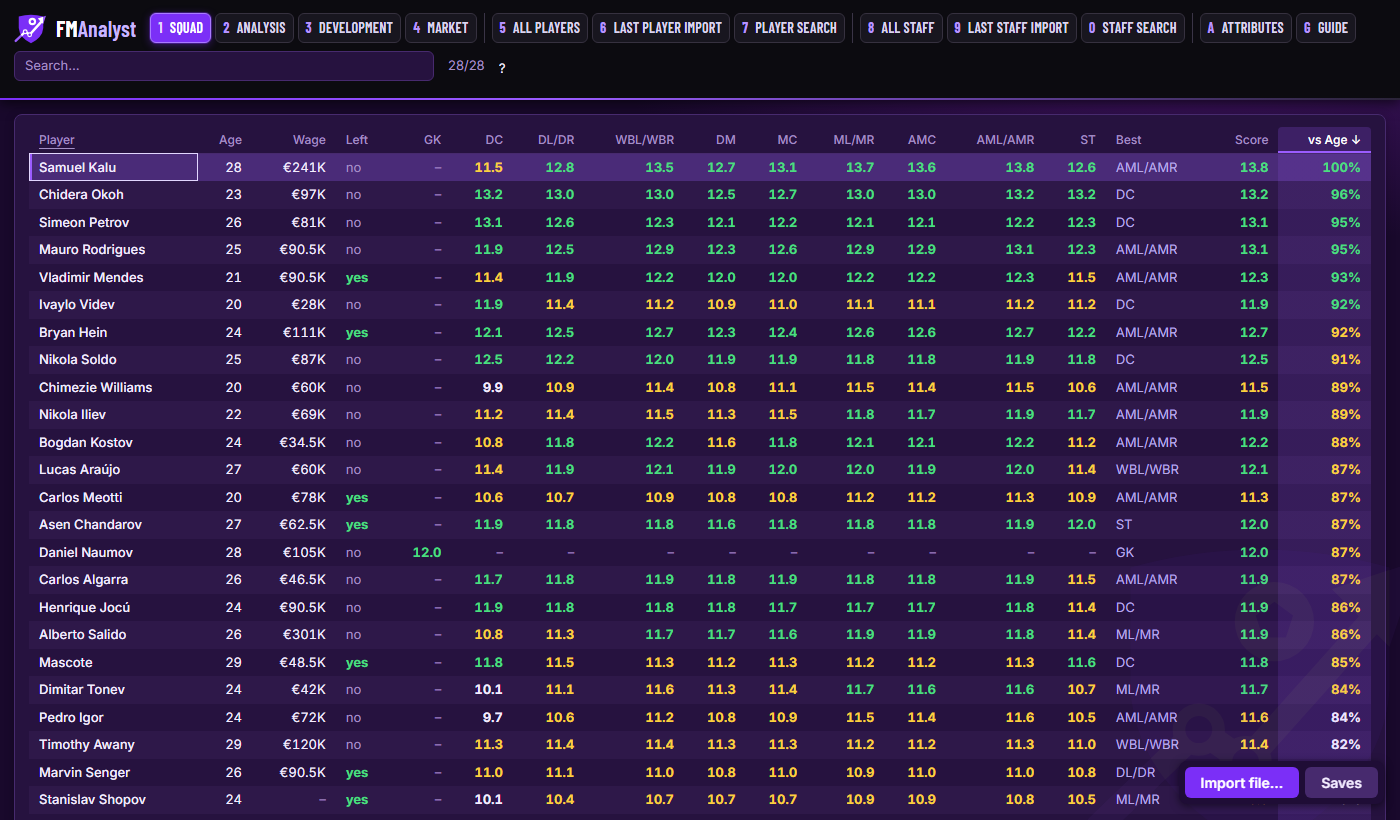 FMAnalyst 1 SQUAD 2 ANALYSIS 3 DEVELOPMENT 4 MARKET 5 ALL PLAYERS 6 LAST PLAYER IMPORT 7 PLAYER SEARCH 8 ALL STAFF 9 LAST STAFF IMPORT 0 STAFF SEARCH A ATTRIBUTES G GUIDE
Search... 28/28 ?
Player Age Wage Left GK DC DL/DR WBL/WBR DM MC ML/MR AMC AML/AMR ST Best Score vs Age ↓
Samuel Kalu 28 €241K no – 11.5 12.8 13.5 12.7 13.1 13.7 13.6 13.8 12.6 AML/AMR 13.8 100%
Chidera Okoh 23 €97K no – 13.2 13.0 13.0 12.5 12.7 13.0 13.0 13.2 13.2 DC 13.2 96%
Simeon Petrov 26 €81K no – 13.1 12.6 12.3 12.1 12.2 12.1 12.1 12.2 12.3 DC 13.1 95%
Mauro Rodrigues 25 €90.5K no – 11.9 12.5 12.9 12.3 12.6 12.9 12.9 13.1 12.3 AML/AMR 13.1 95%
Vladimir Mendes 21 €90.5K yes – 11.4 11.9 12.2 12.0 12.0 12.2 12.2 12.3 11.5 AML/AMR 12.3 93%
Ivaylo Videv 20 €28K no – 11.9 11.4 11.2 10.9 11.0 11.1 11.1 11.2 11.2 DC 11.9 92%
Bryan Hein 24 €111K yes – 12.1 12.5 12.7 12.3 12.4 12.6 12.6 12.7 12.2 AML/AMR 12.7 92%
Nikola Soldo 25 €87K no – 12.5 12.2 12.0 11.9 11.9 11.8 11.8 11.9 11.8 DC 12.5 91%
Chimezie Williams 20 €60K no – 9.9 10.9 11.4 10.8 11.1 11.5 11.4 11.5 10.6 AML/AMR 11.5 89%
Nikola Iliev 22 €69K no – 11.2 11.4 11.5 11.3 11.5 11.8 11.7 11.9 11.7 AML/AMR 11.9 89%
Bogdan Kostov 24 €34.5K no – 10.8 11.8 12.2 11.6 11.8 12.1 12.1 12.2 11.2 AML/AMR 12.2 88%
Lucas Araújo 27 €60K no – 11.4 11.9 12.1 11.9 12.0 12.0 11.9 12.0 11.4 WBL/WBR 12.1 87%
Carlos Meotti 20 €78K yes – 10.6 10.7 10.9 10.8 10.8 11.2 11.2 11.3 10.9 AML/AMR 11.3 87%
Asen Chandarov 27 €62.5K yes – 11.9 11.8 11.8 11.6 11.8 11.8 11.8 11.9 12.0 ST 12.0 87%
Daniel Naumov 28 €105K no 12.0 – – – – – – – – – GK 12.0 87%
Carlos Algarra 26 €46.5K no – 11.7 11.8 11.9 11.8 11.9 11.8 11.8 11.9 11.5 AML/AMR 11.9 87%
Henrique Jocú 24 €90.5K no – 11.9 11.8 11.8 11.8 11.7 11.7 11.7 11.8 11.4 DC 11.9 86%
Alberto Salido 26 €301K no – 10.8 11.3 11.7 11.7 11.6 11.9 11.9 11.8 11.4 ML/MR 11.9 86%
Mascote 29 €48.5K yes – 11.8 11.5 11.3 11.2 11.3 11.2 11.2 11.3 11.6 DC 11.8 85%
Dimitar Tonev 24 €42K no – 10.1 11.1 11.6 11.3 11.4 11.7 11.6 11.6 10.7 ML/MR 11.7 84%
Pedro Igor 24 €72K no – 9.7 10.6 11.2 10.8 10.9 11.5 11.4 11.6 10.5 AML/AMR 11.6 84%
Timothy Awany 29 €120K no – 11.3 11.4 11.4 11.3 11.3 11.2 11.2 11.3 11.0 WBL/WBR 11.4 82%
Marvin Senger 26 €90.5K yes – 11.0 11.1 11.0 10.8 11.0 10.9 11.0 11.0 10.8 DL/DR
Import file... Saves
Stanislav Shopov 24 – yes – 10.1 10.4 10.7 10.7 10.7 10.9 10.9 10.8 10.5 ML/MR